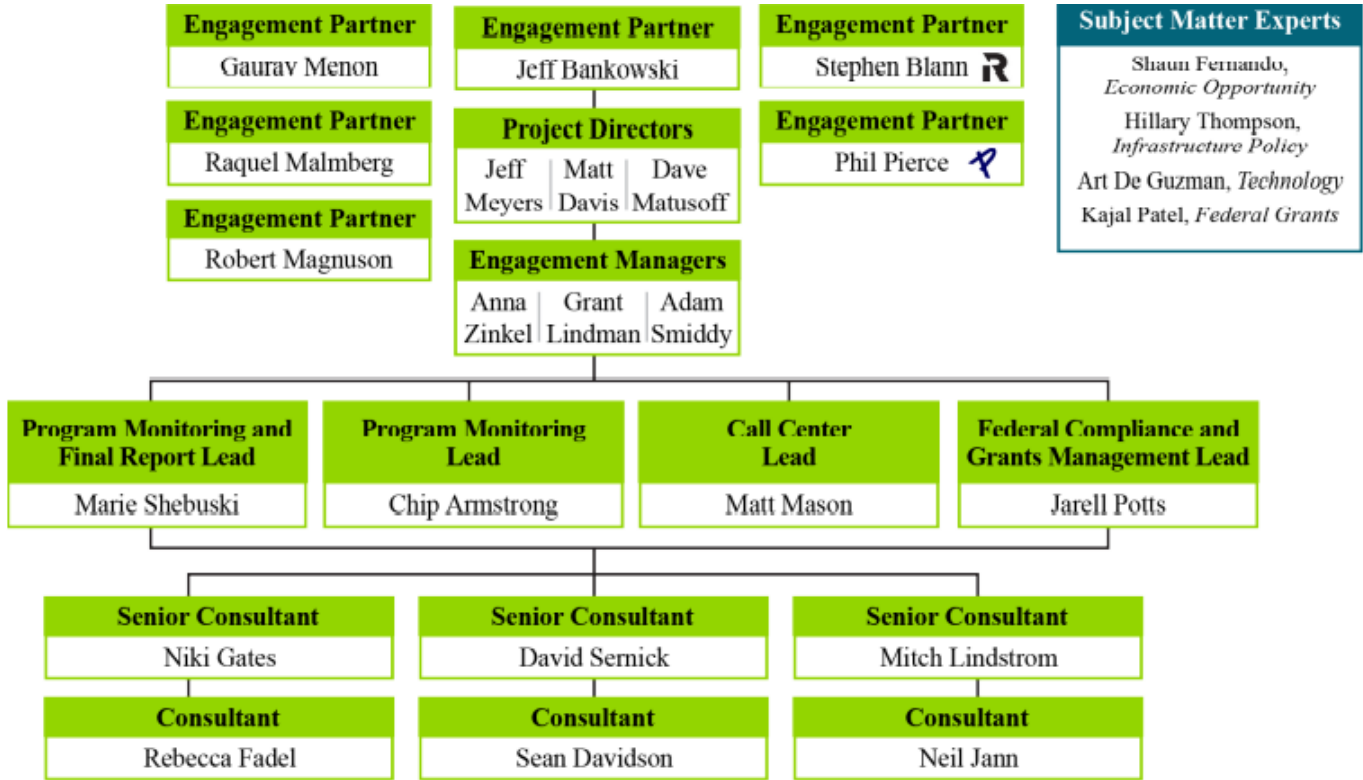 Engagement Partner
Gaurav Menon
Engagement Partner
Raquel Malmberg
Engagement Partner
Robert Magnuson
Engagement Partner
Jeff Bankowski
Project Directors
Jeff Meyers
Matt Davis
Dave Matusoff
Engagement Managers
Anna Zinkel
Grant Lindman
Adam Smiddy
Engagement Partner
Stephen Blann R
Engagement Partner
Phil Pierce
Subject Matter Experts
Shaun Fernando,
Economic Opportunity
Hillary Thompson,
Infrastructure Policy
Art De Guzman, Technology
Kajal Patel, Federal Grants
Program Monitoring and
Final Report Lead
Marie Shebuski
Program Monitoring
Lead
Chip Armstrong
Call Center
Lead
Matt Mason
Federal Compliance and
Grants Management Lead
Jarell Potts
Senior Consultant
Niki Gates
Consultant
Rebecca Fadel
Senior Consultant
David Sernick
Consultant
Sean Davidson
Senior Consultant
Mitch Lindstrom
Consultant
Neil Jann